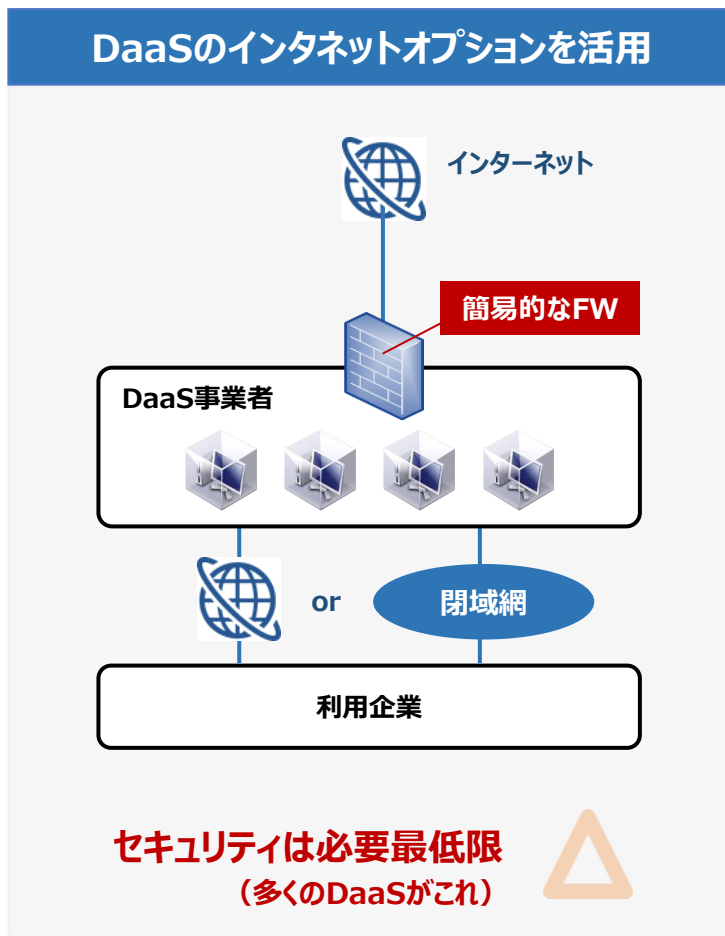 DaaSのインタネットオプションを活用
インターネット
簡易的なFW
DaaS事業者
or
閉域網
利用企業
セキュリティは必要最低限
（多くのDaaSがこれ）